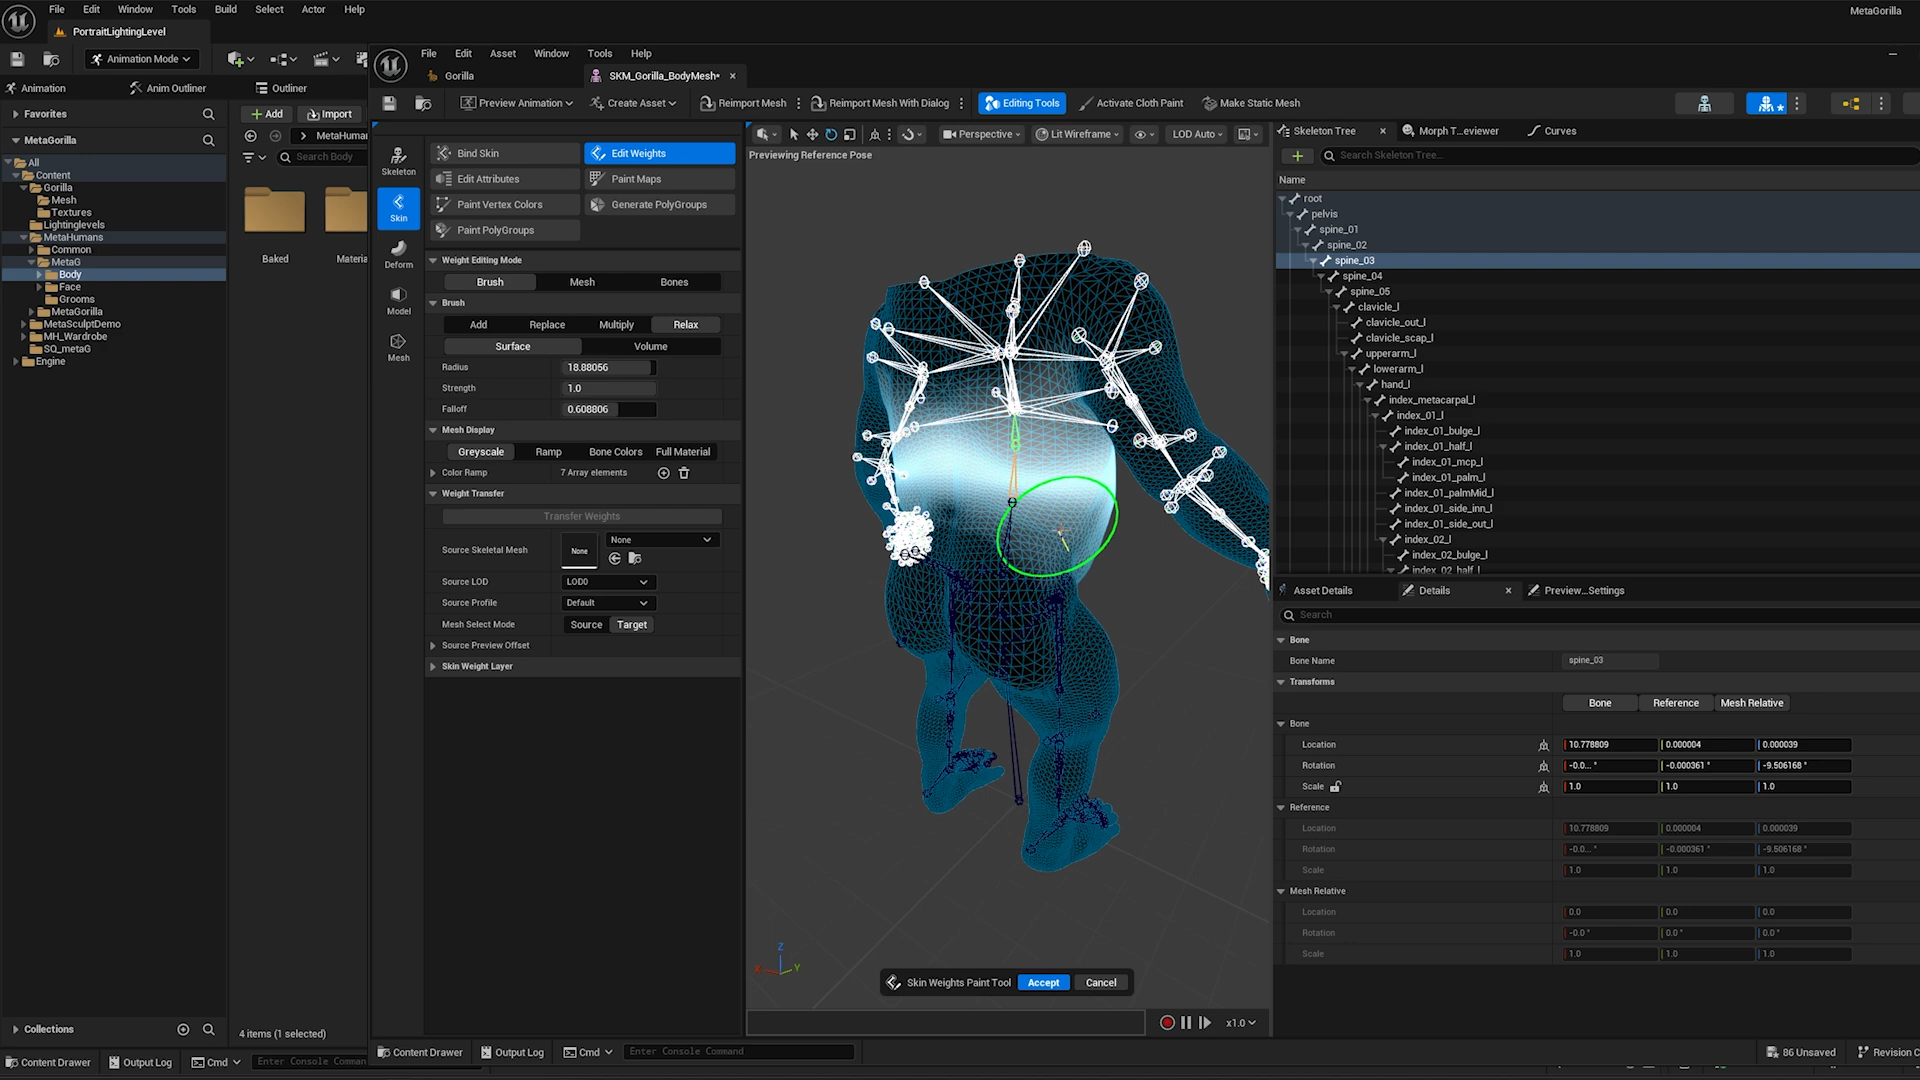 File Edit Window Tools Build Select Actor Help
MetaGorilla
PortraitLightingLevel
Animation Mode
File Edit Asset Window Tools Help
Gorilla
SKM_Gorilla_BodyMesh*
Animation
Anim Outliner
Outliner
Preview Animation
Create Asset
Reimport Mesh
Reimport Mesh With Dialog
Editing Tools
Activate Cloth Paint
Make Static Mesh
Favorites
MetaGorilla
All
Content
Gorilla
Mesh
Textures
Lightinglevels
MetaHumans
Common
MetaG
Body
Face
Grooms
MetaGorilla
MetaSculptDemo
MH_Wardrobe
SQ_metaG
Engine
Collections
Add
Import
MetaHuman
Search Body
Baked
Materia
4 items (1 selected)
Skeleton
Skin
Deform
Model
Mesh
Bind Skin
Edit Weights
Edit Attributes
Paint Maps
Paint Vertex Colors
Generate PolyGroups
Paint PolyGroups
Weight Editing Mode
Brush Mesh Bones
Brush
Add Replace Multiply Relax
Surface Volume
Radius 18.88056
Strength 1.0
Falloff 0.608806
Mesh Display
Greyscale Ramp Bone Colors Full Material
Color Ramp 7 Array elements
Weight Transfer
Transfer Weights
Source Skeletal Mesh None None
Source LOD LOD0
Source Profile Default
Mesh Select Mode Source Target
Source Preview Offset
Skin Weight Layer
Perspective
Lit Wireframe
LOD Auto
Previewing Reference Pose
Z
X
Y
Skin Weights Paint Tool Accept Cancel
x1.0
Skeleton Tree
Morph T...eviewer
Curves
Search Skeleton Tree...
Name
root
pelvis
spine_01
spine_02
spine_03
spine_04
spine_05
clavicle_l
clavicle_out_l
clavicle_scap_l
upperarm_l
lowerarm_l
hand_l
index_metacarpal_l
index_01_l
index_01_bulge_l
index_01_half_l
index_01_mcp_l
index_01_palm_l
index_01_palmMid_l
index_01_side_inn_l
index_01_side_out_l
index_02_l
index_02_bulge_l
index_02_half_l
Asset Details
Details
Preview...Settings
Search
Bone
Bone Name spine_03
Transforms
Bone Reference Mesh Relative
Bone
Location 10.778809 0.000004 0.000039
Rotation -0.0... ° -0.000361 ° -9.506168 °
Scale 1.0 1.0 1.0
Reference
Location 10.778809 0.000004 0.000039
Rotation -0.0... ° -0.000361 ° -9.506168 °
Scale 1.0 1.0 1.0
Mesh Relative
Location 0.0 0.0 0.0
Rotation -0.0 ° 0.0 ° 0.0 °
Scale 1.0 1.0 1.0
Content Drawer
Output Log
Cmd
Enter Console Command
86 Unsaved
Revision C
Content Drawer
Output Log
Cmd
Enter Console Comman